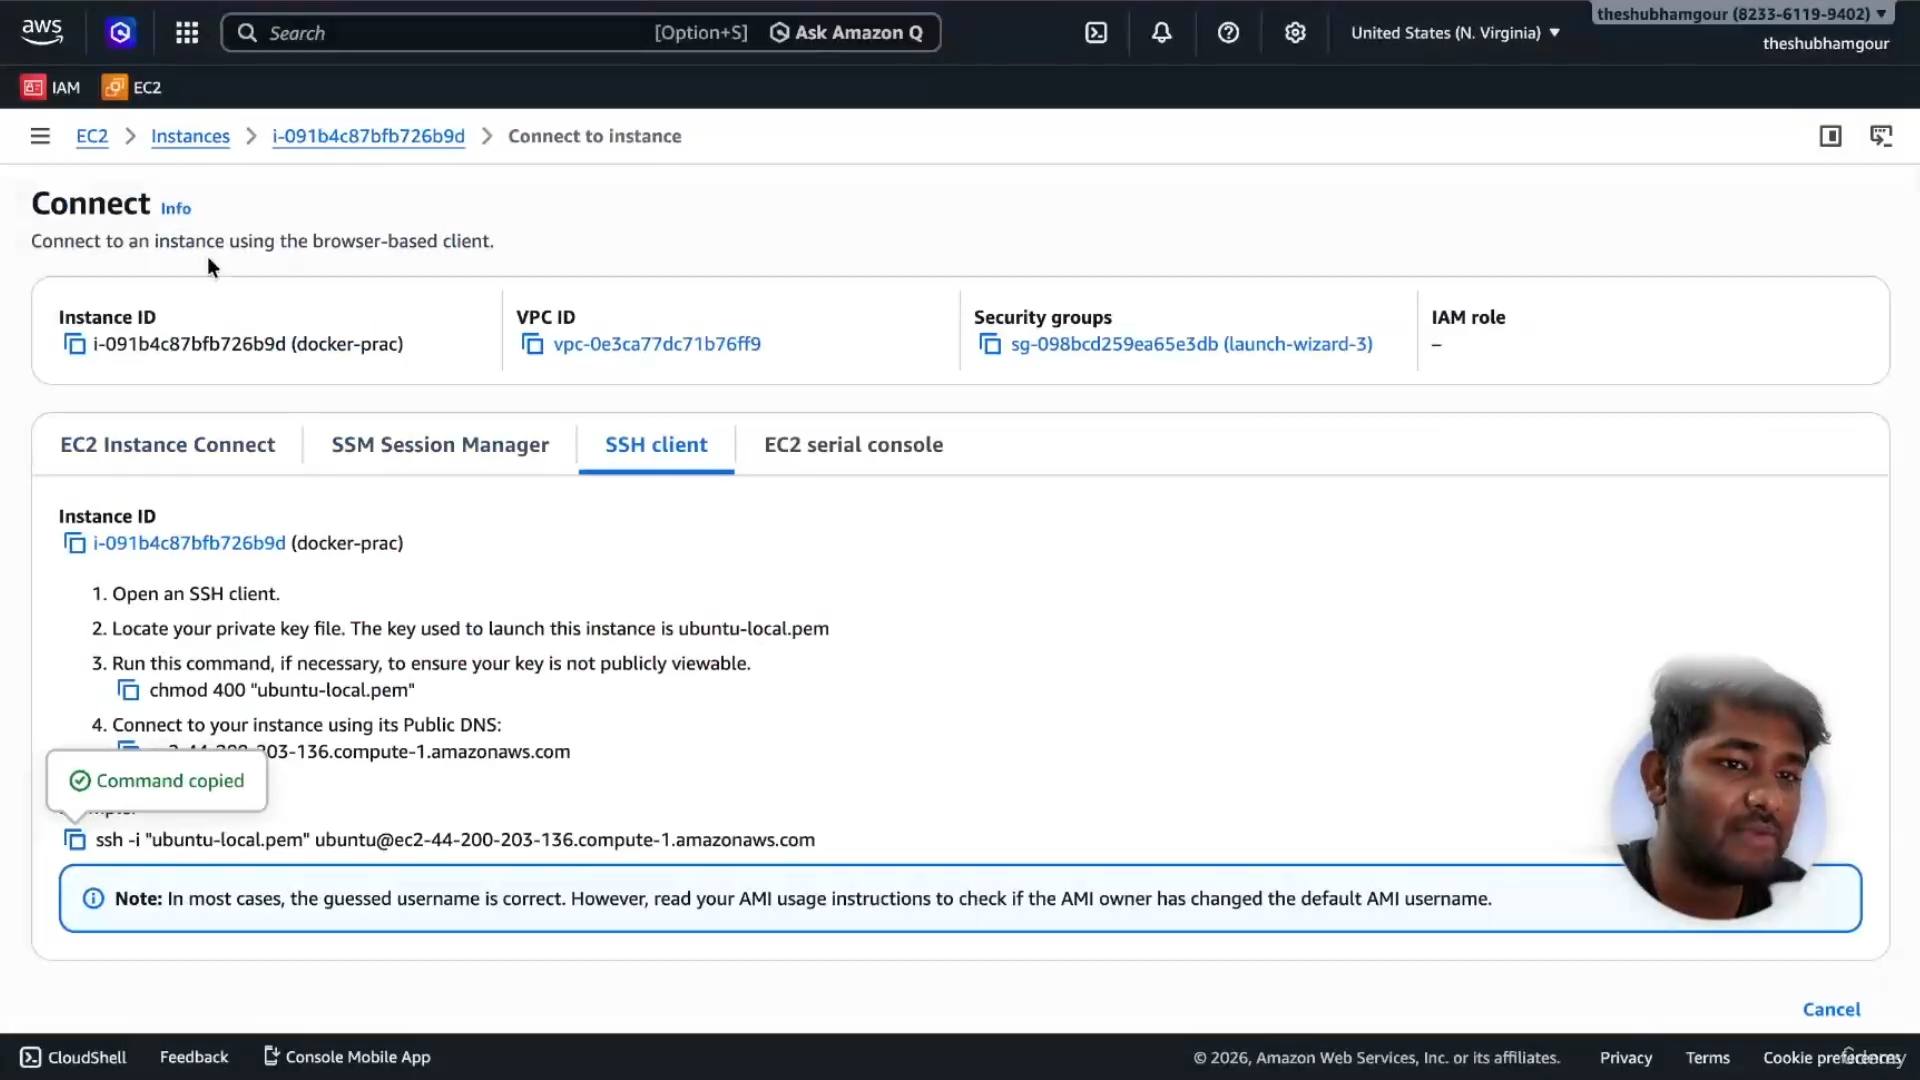 aws
Search [Option+S] Ask Amazon Q
United States (N. Virginia) ▼
theshubhamgour (8233-6119-9402) ▼
theshubhamgour
IAM EC2
EC2 > Instances > i-091b4c87bfb726b9d > Connect to instance
Connect Info
Connect to an instance using the browser-based client.
Instance ID
i-091b4c87bfb726b9d (docker-prac)
VPC ID
vpc-0e3ca77dc71b76ff9
Security groups
sg-098bcd259ea65e3db (launch-wizard-3)
IAM role
–
EC2 Instance Connect SSM Session Manager SSH client EC2 serial console
Instance ID
i-091b4c87bfb726b9d (docker-prac)
1. Open an SSH client.
2. Locate your private key file. The key used to launch this instance is ubuntu-local.pem
3. Run this command, if necessary, to ensure your key is not publicly viewable.
chmod 400 "ubuntu-local.pem"
4. Connect to your instance using its Public DNS:
203-136.compute-1.amazonaws.com
Command copied
ssh -i "ubuntu-local.pem" ubuntu@ec2-44-200-203-136.compute-1.amazonaws.com
Note: In most cases, the guessed username is correct. However, read your AMI usage instructions to check if the AMI owner has changed the default AMI username.
Cancel
CloudShell Feedback Console Mobile App
© 2026, Amazon Web Services, Inc. or its affiliates. Privacy Terms Cookie preferences
udemy